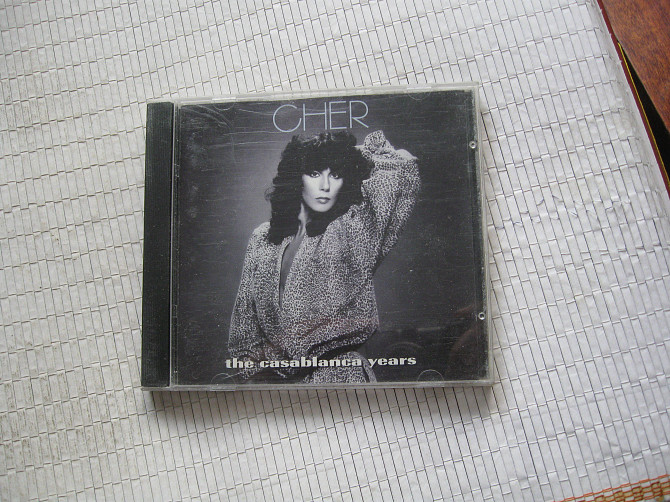 CHER
the casablanca years